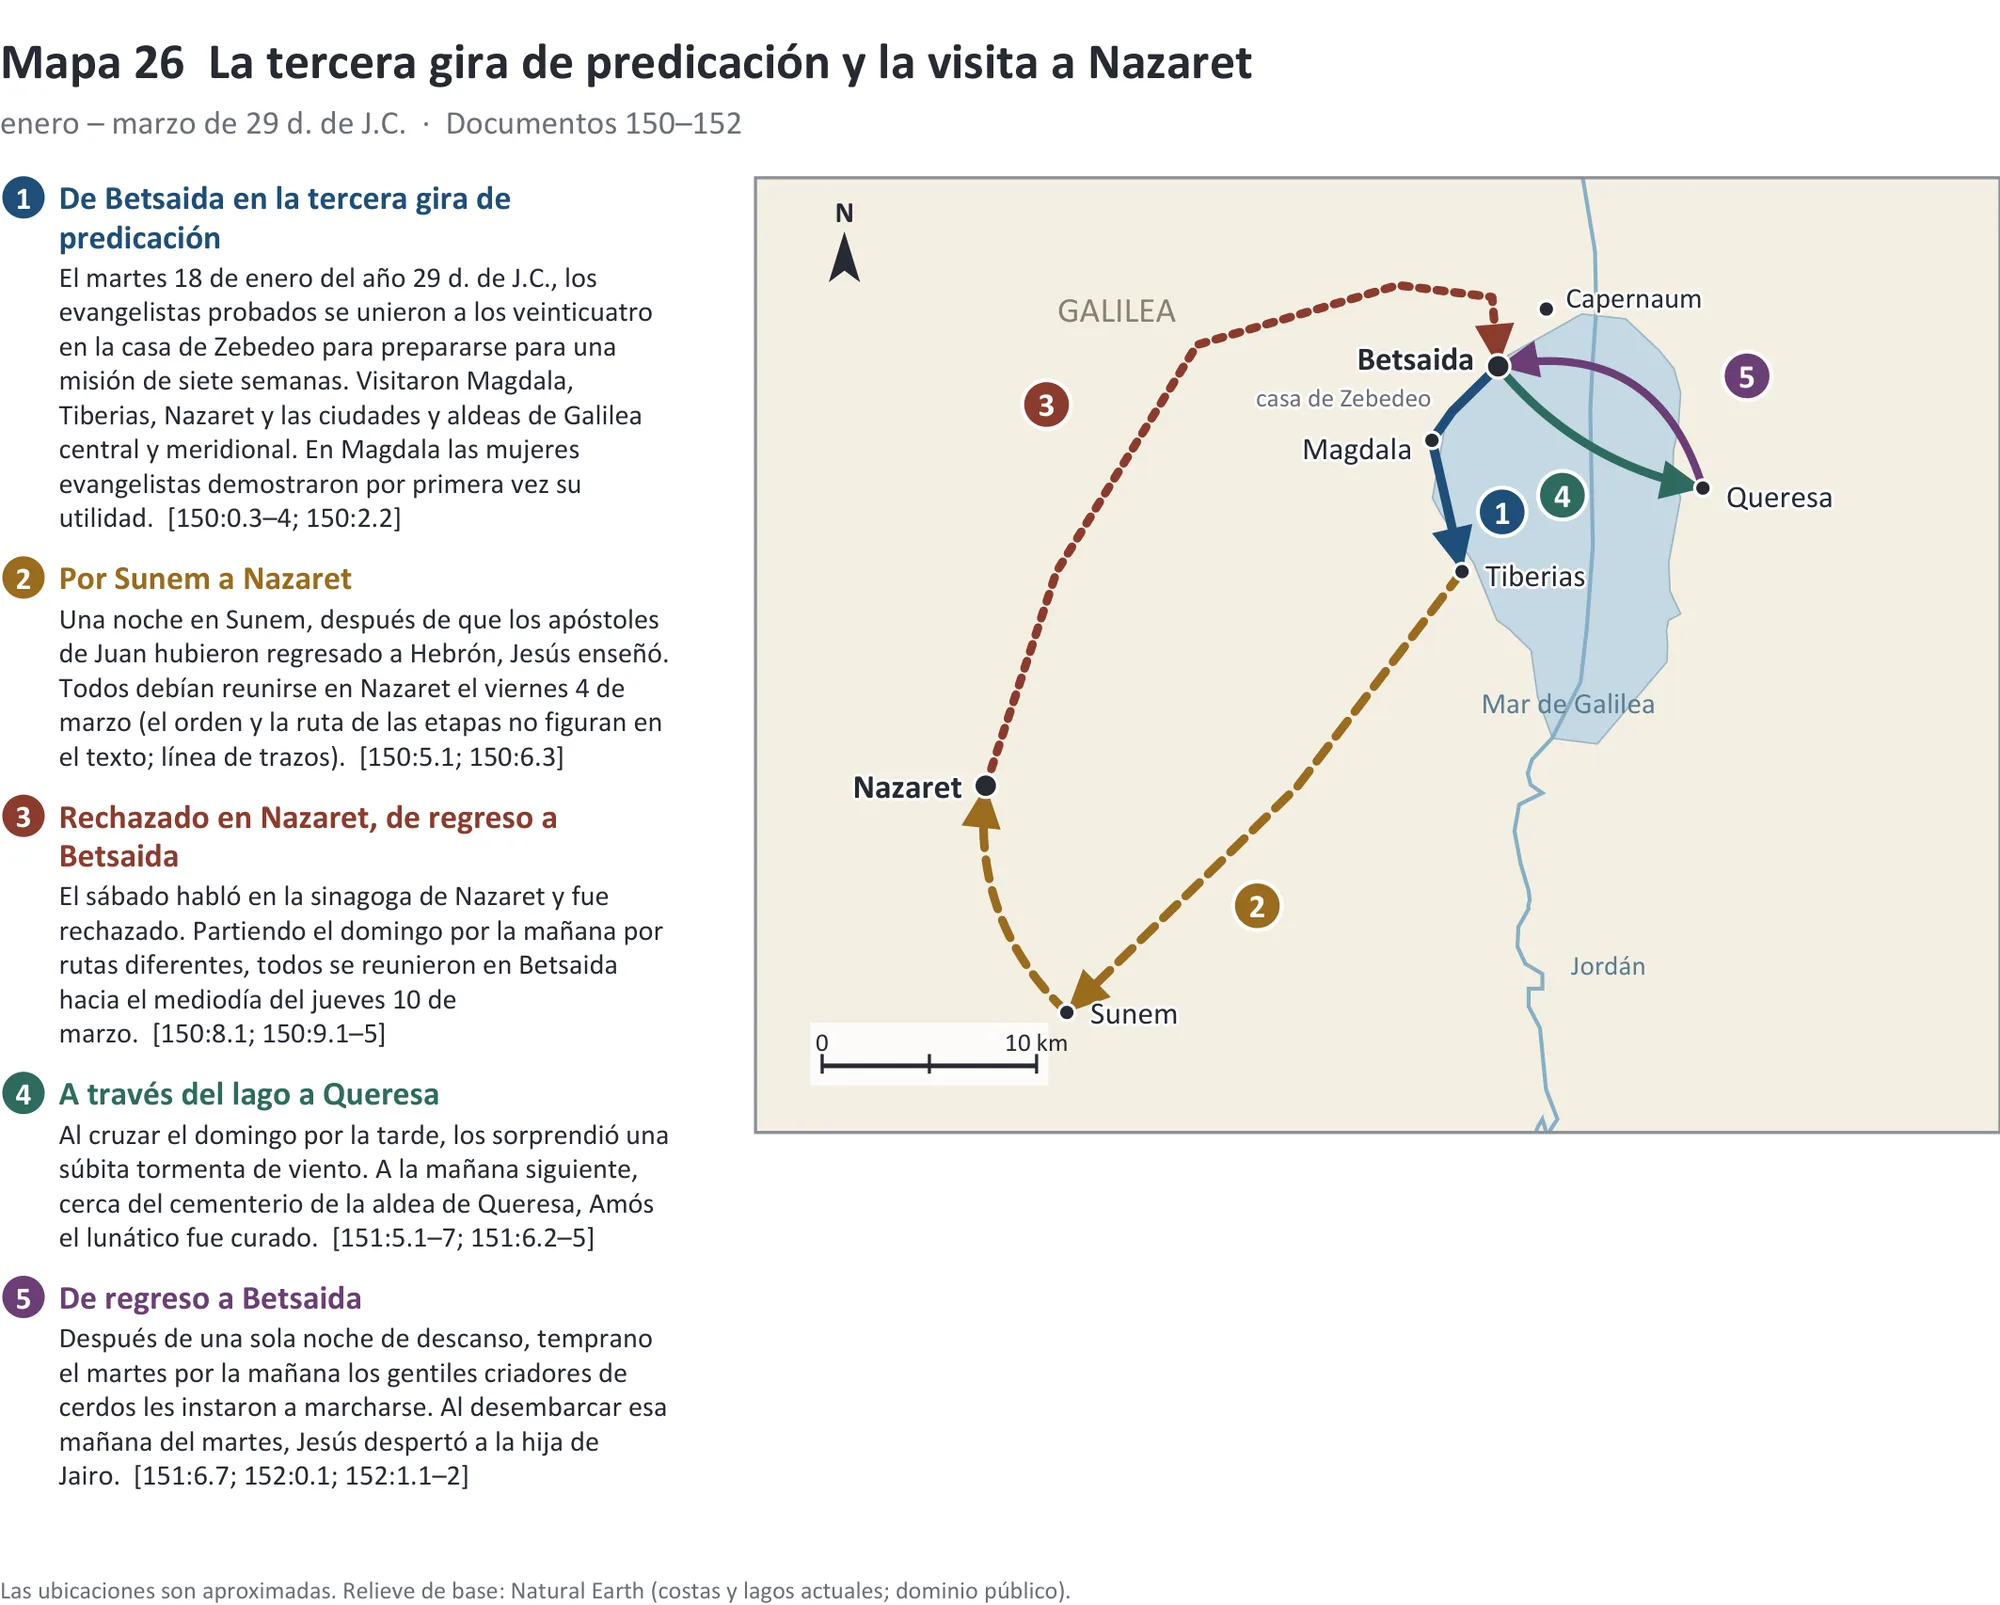 Mapa 26 La tercera gira de predicación y la visita a Nazaret
enero – marzo de 29 d. de J.C. · Documentos 150–152
1 De Betsaida en la tercera gira de
predicación
El martes 18 de enero del año 29 d. de J.C., los
evangelistas probados se unieron a los veinticuatro
en la casa de Zebedeo para prepararse para una
misión de siete semanas. Visitaron Magdala,
Tiberias, Nazaret y las ciudades y aldeas de Galilea
central y meridional. En Magdala las mujeres
evangelistas demostraron por primera vez su
utilidad. [150:0.3–4; 150:2.2]
2 Por Sunem a Nazaret
Una noche en Sunem, después de que los apóstoles
de Juan hubieron regresado a Hebrón, Jesús enseñó.
Todos debían reunirse en Nazaret el viernes 4 de
marzo (el orden y la ruta de las etapas no figuran en
el texto; línea de trazos). [150:5.1; 150:6.3]
3 Rechazado en Nazaret, de regreso a
Betsaida
El sábado habló en la sinagoga de Nazaret y fue
rechazado. Partiendo el domingo por la mañana por
rutas diferentes, todos se reunieron en Betsaida
hacia el mediodía del jueves 10 de
marzo. [150:8.1; 150:9.1–5]
4 A través del lago a Queresa
Al cruzar el domingo por la tarde, los sorprendió una
súbita tormenta de viento. A la mañana siguiente,
cerca del cementerio de la aldea de Queresa, Amós
el lunático fue curado. [151:5.1–7; 151:6.2–5]
5 De regreso a Betsaida
Después de una sola noche de descanso, temprano
el martes por la mañana los gentiles criadores de
cerdos les instaron a marcharse. Al desembarcar esa
mañana del martes, Jesús despertó a la hija de
Jairo. [151:6.7; 152:0.1; 152:1.1–2]
N
GALILEA
Capernaum
Betsaida
casa de Zebedeo
5
3
Magdala
1
4
Queresa
Tiberias
Mar de Galilea
Nazaret
2
Jordán
Sunem
0
10 km
Las ubicaciones son aproximadas. Relieve de base: Natural Earth (costas y lagos actuales; dominio público).